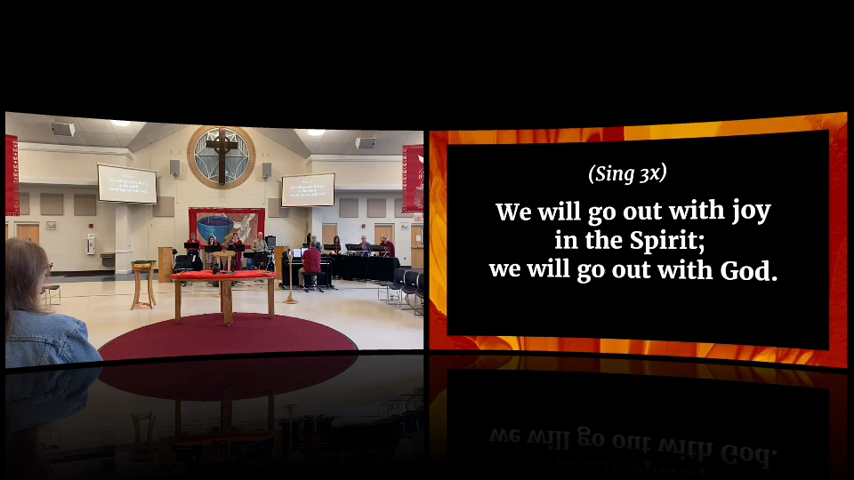 (Sing 3x)
We will go out with joy
in the Spirit;
we will go out with God.